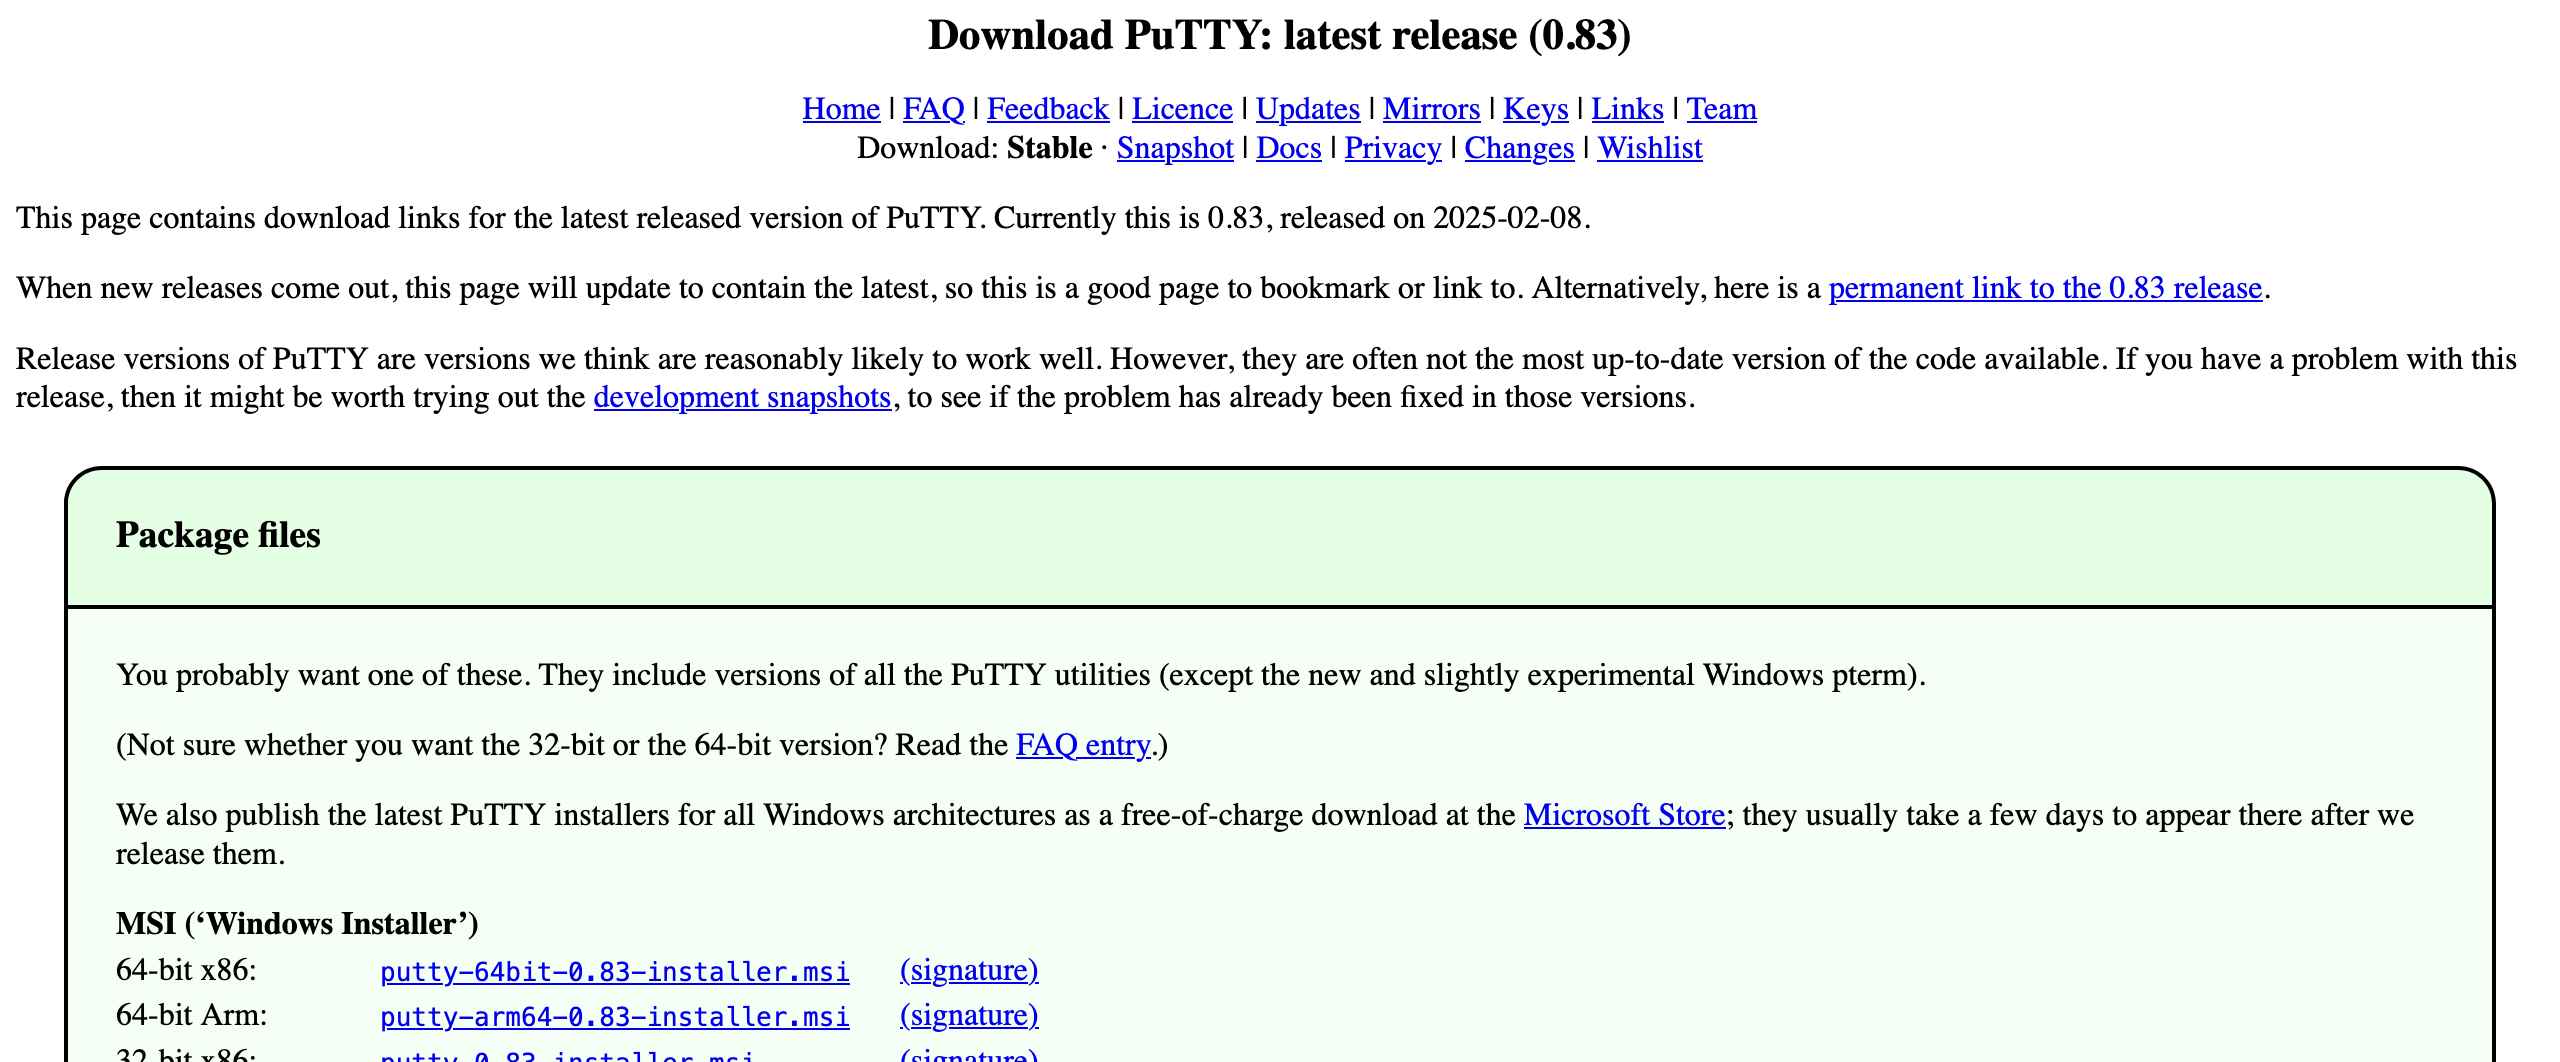 Download PuTTY: latest release (0.83)
Home | FAQ | Feedback | Licence | Updates | Mirrors | Keys | Links | Team
Download: Stable · Snapshot | Docs | Privacy | Changes | Wishlist
This page contains download links for the latest released version of PuTTY. Currently this is 0.83, released on 2025-02-08.
When new releases come out, this page will update to contain the latest, so this is a good page to bookmark or link to. Alternatively, here is a permanent link to the 0.83 release.
Release versions of PuTTY are versions we think are reasonably likely to work well. However, they are often not the most up-to-date version of the code available. If you have a problem with this
release, then it might be worth trying out the development snapshots, to see if the problem has already been fixed in those versions.
Package files
You probably want one of these. They include versions of all the PuTTY utilities (except the new and slightly experimental Windows pterm).
(Not sure whether you want the 32-bit or the 64-bit version? Read the FAQ entry.)
We also publish the latest PuTTY installers for all Windows architectures as a free-of-charge download at the Microsoft Store; they usually take a few days to appear there after we
release them.
MSI (‘Windows Installer’)
64-bit x86: putty-64bit-0.83-installer.msi (signature)
64-bit Arm: putty-arm64-0.83-installer.msi (signature)
32-bit x86: putty-0.83-installer.msi (signature)